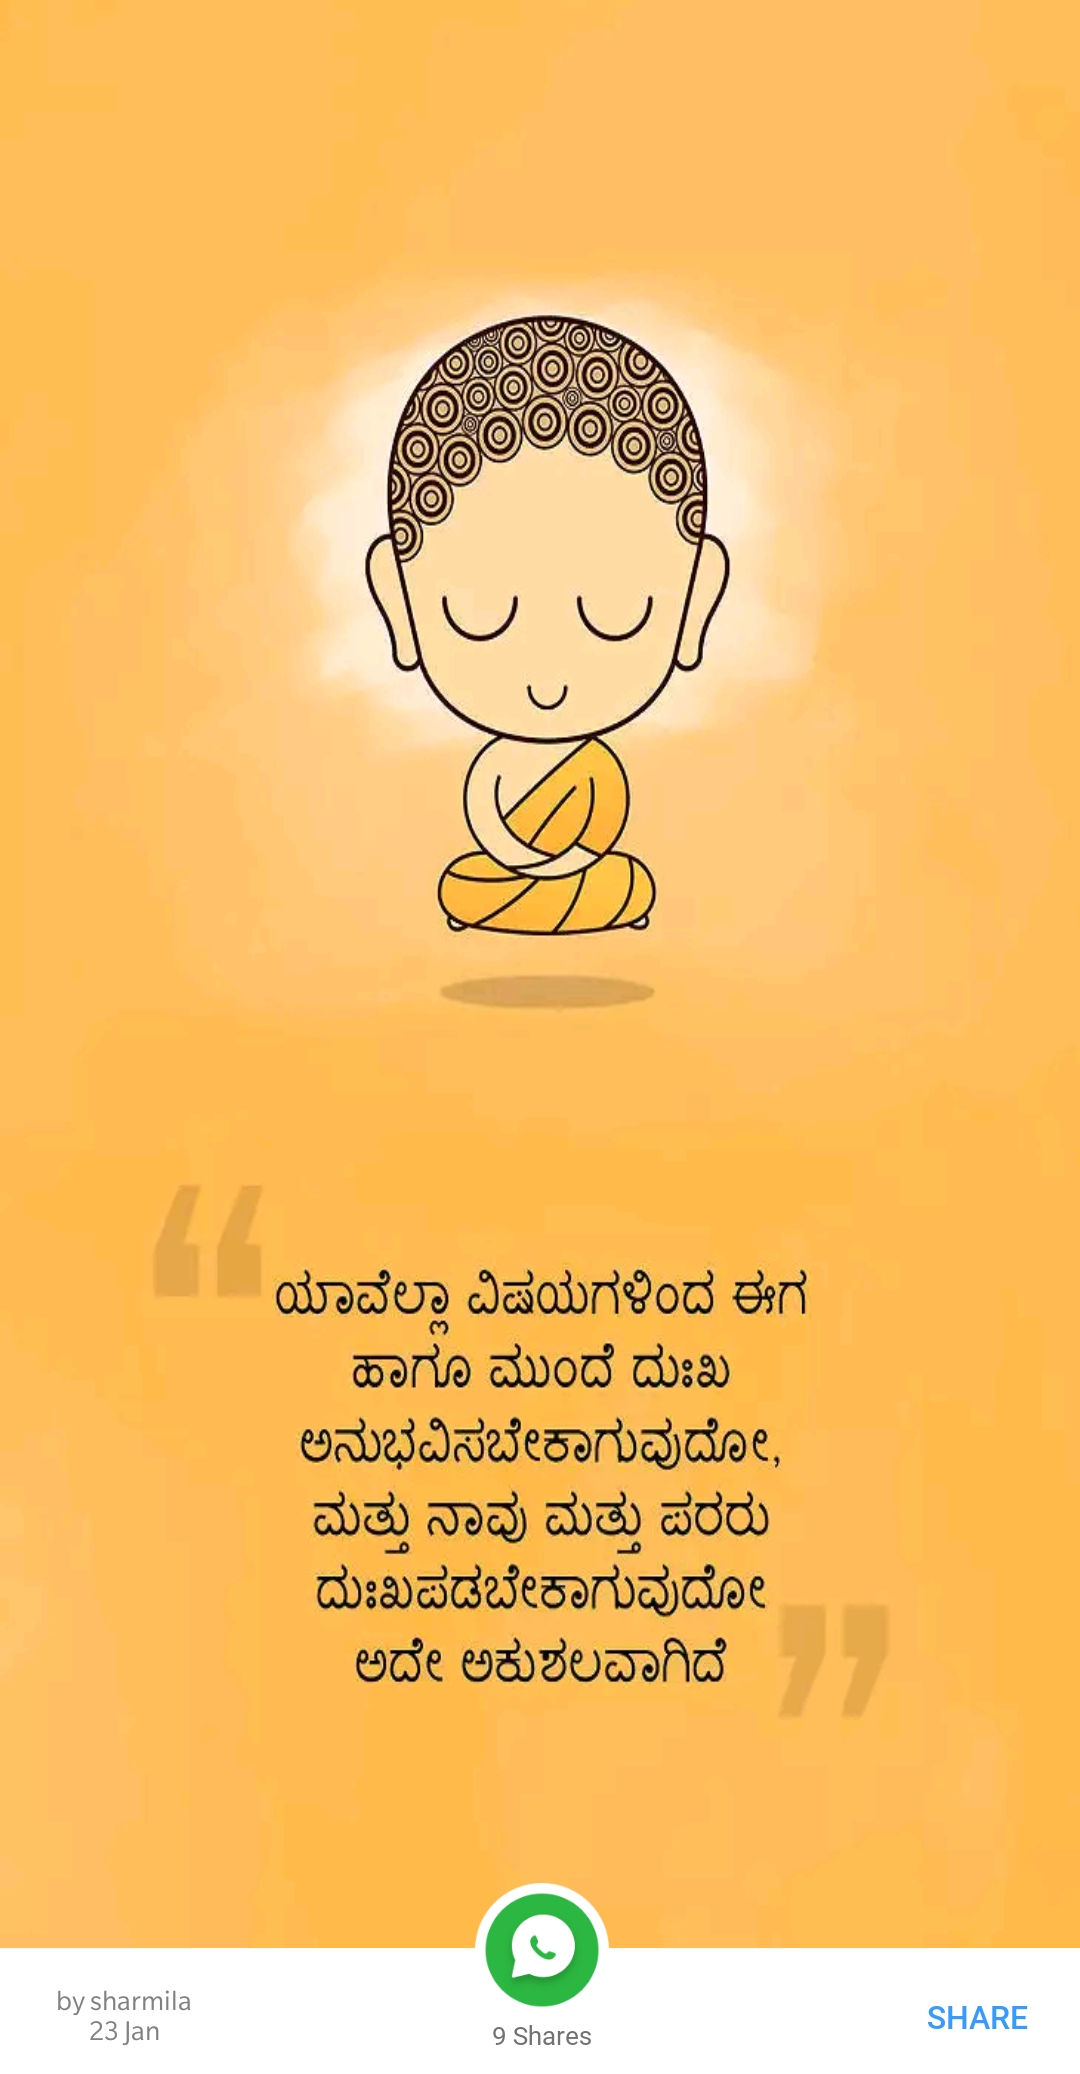 “
ಯಾವೆಲ್ಲಾ ವಿಷಯಗಳಿಂದ ಈಗ
ಹಾಗೂ ಮುಂದೆ ದುಃಖ
ಅನುಭವಿಸಬೇಕಾಗುವುದೋ,
ಮತ್ತು ನಾವು ಮತ್ತು ಪರರು
ದುಃಖಪಡಬೇಕಾಗುವುದೋ
ಅದೇ ಅಕುಶಲವಾಗಿದೆ
”
by sharmila
23 Jan
9 Shares
SHARE